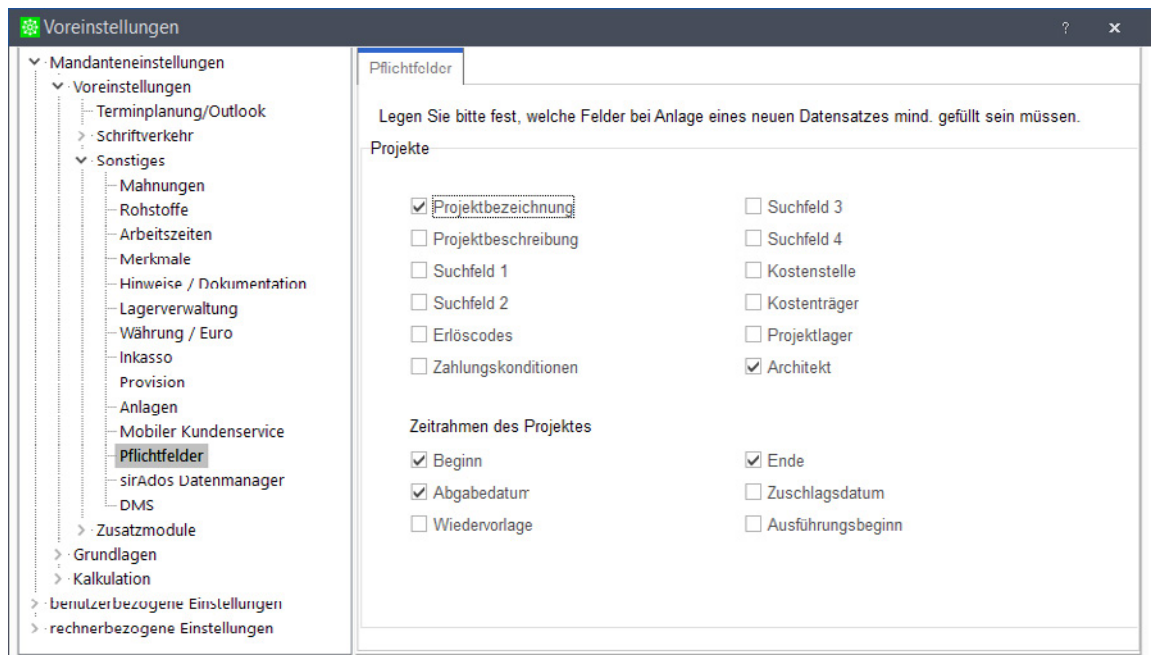 Voreinstellungen
?
x
Mandanteneinstellungen
Voreinstellungen
Terminplanung/Outlook
Schriftverkehr
Sonstiges
Mahnungen
Rohstoffe
Arbeitszeiten
Merkmale
Hinweise / Dokumentation
Lagerverwaltung
Währung / Euro
Inkasso
Provision
Anlagen
Mobiler Kundenservice
Pflichtfelder
sirAdos Datenmanager
DMS
Zusatzmodule
Grundlagen
Kalkulation
benutzerbezogene Einstellungen
rechnerbezogene Einstellungen
Pflichtfelder
Legen Sie bitte fest, welche Felder bei Anlage eines neuen Datensatzes mind. gefüllt sein müssen.
Projekte
Projektbezeichnung
Projektbeschreibung
Suchfeld 1
Suchfeld 2
Erlöscodes
Zahlungskonditionen
Suchfeld 3
Suchfeld 4
Kostenstelle
Kostenträger
Projektlager
Architekt
Zeitrahmen des Projektes
Beginn
Abgabedatum
Wiedervorlage
Ende
Zuschlagsdatum
Ausführungsbeginn